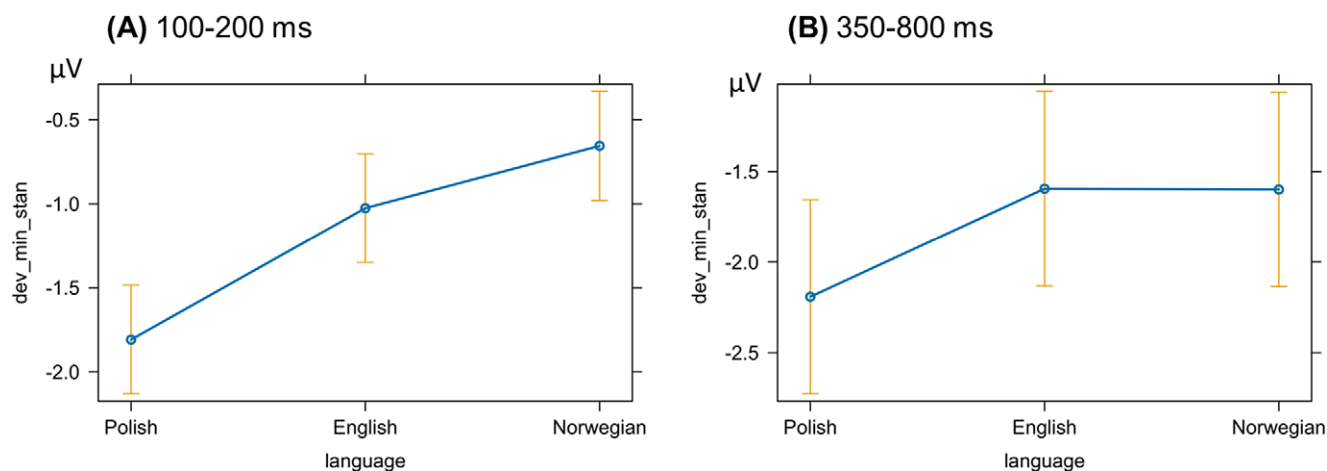 (A) 100-200 ms
μV
dev_min_stan
-0.5
-1.0
-1.5
-2.0
Polish English Norwegian
language
(B) 350-800 ms
μV
dev_min_stan
-1.5
-2.0
-2.5
Polish English Norwegian
language